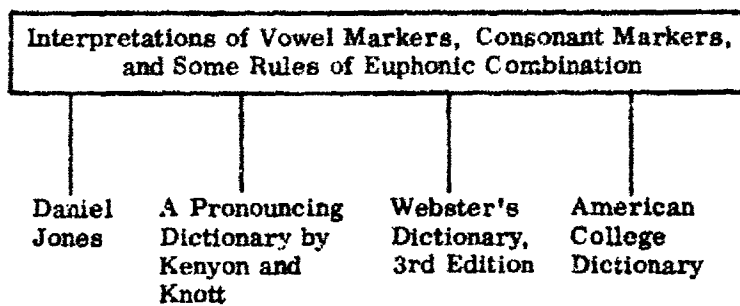 Interpretations of Vowel Markers, Consonant Markers,
and Some Rules of Euphonic Combination
Daniel
Jones
A Pronouncing
Dictionary by
Kenyon and
Knott
Webster's
Dictionary,
3rd Edition
American
College
Dictionary